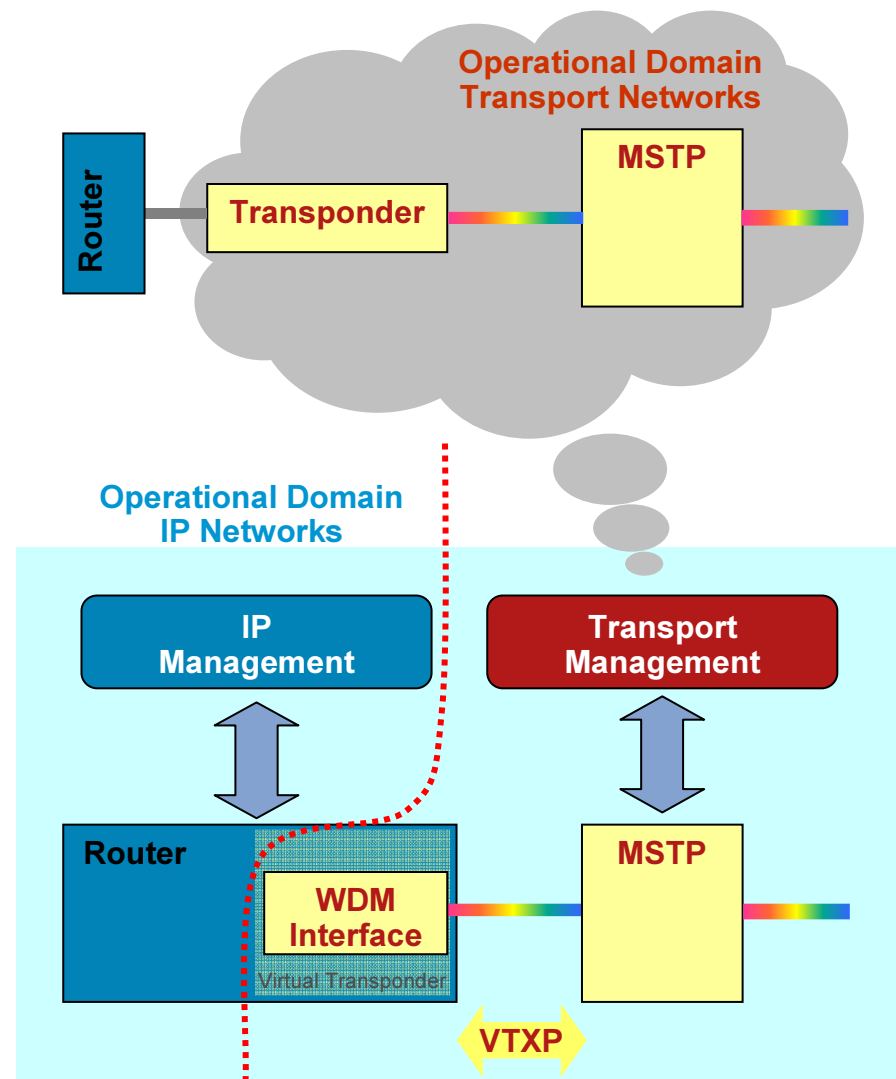 Operational Domain
Transport Networks
MSTP
Router
Transponder
Operational Domain
IP Networks
IP
Management
Transport
Management
Router
MSTP
WDM
Interface
Virtual Transponder
VTXP